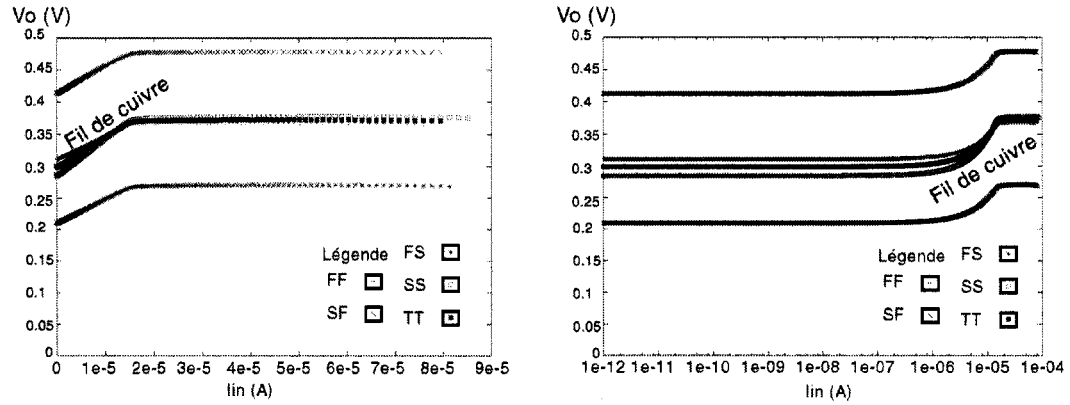 Vo (V)
0.5
0.45
0.4
0.35
0.3
0.25
0.2
0.15
0.1
0.05
0
Fil de cuivre
Légende FS
FF SS
SF TT
0 1e-5 2e-5 3e-5 4e-5 5e-5 6e-5 7e-5 8e-5 9e-5
Iin (A)
Vo (V)
0.5
0.45
0.4
0.35
0.3
0.25
0.2
0.15
0.1
0.05
0
Fil de cuivre
Légende FS
FF SS
SF TT
1e-12 1e-11 1e-10 1e-09 1e-08 1e-07 1e-06 1e-05 1e-04
Iin (A)